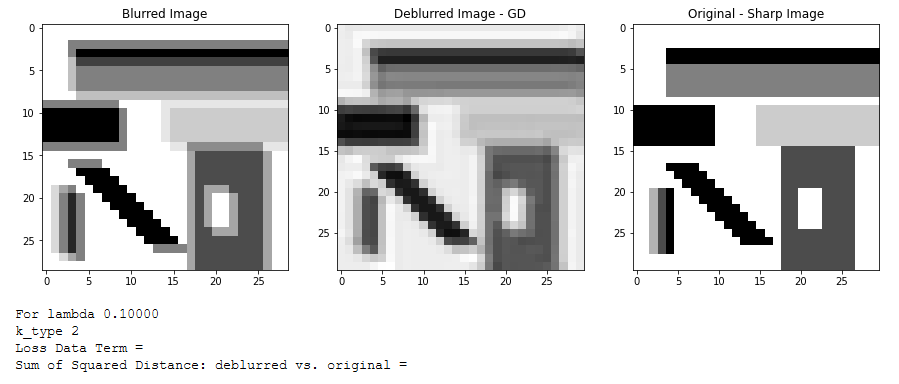 Blurred Image
Deblurred Image - GD
Original - Sharp Image
0
5
10
15
20
25
0 5 10 15 20 25
0
5
10
15
20
25
0 5 10 15 20 25
0
5
10
15
20
25
0 5 10 15 20 25
For lambda 0.10000
k_type 2
Loss Data Term =
Sum of Squared Distance: deblurred vs. original =